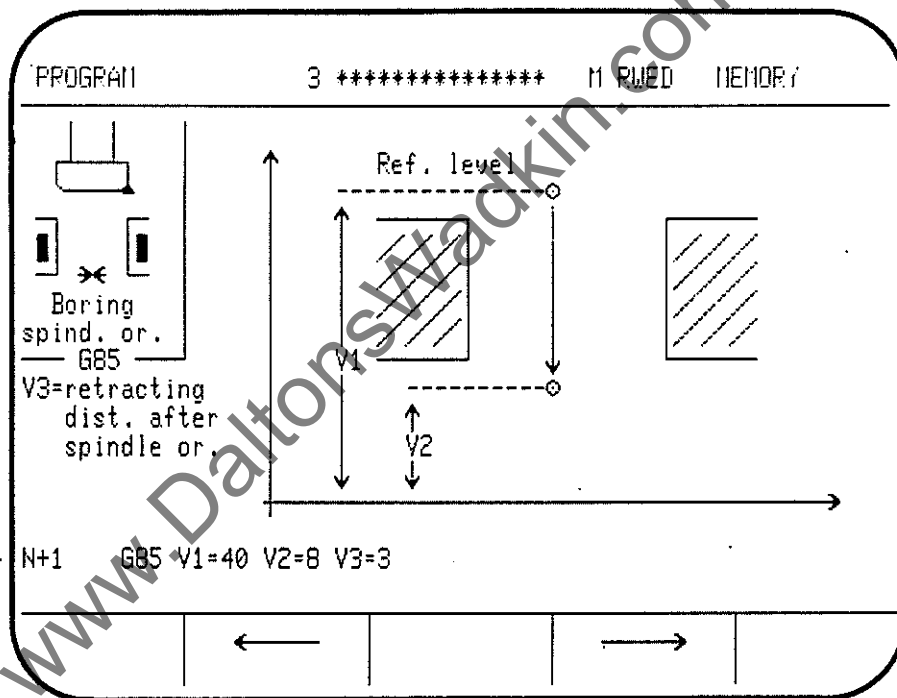 PROGRAM 3 *************** M RWED MEMORY
Ref. level
Boring
spind. or.
G85
V3=retracting
dist. after
spindle or.
V1
V2
N+1 G85 V1=40 V2=8 V3=3
www.DaltonsWadkin.com